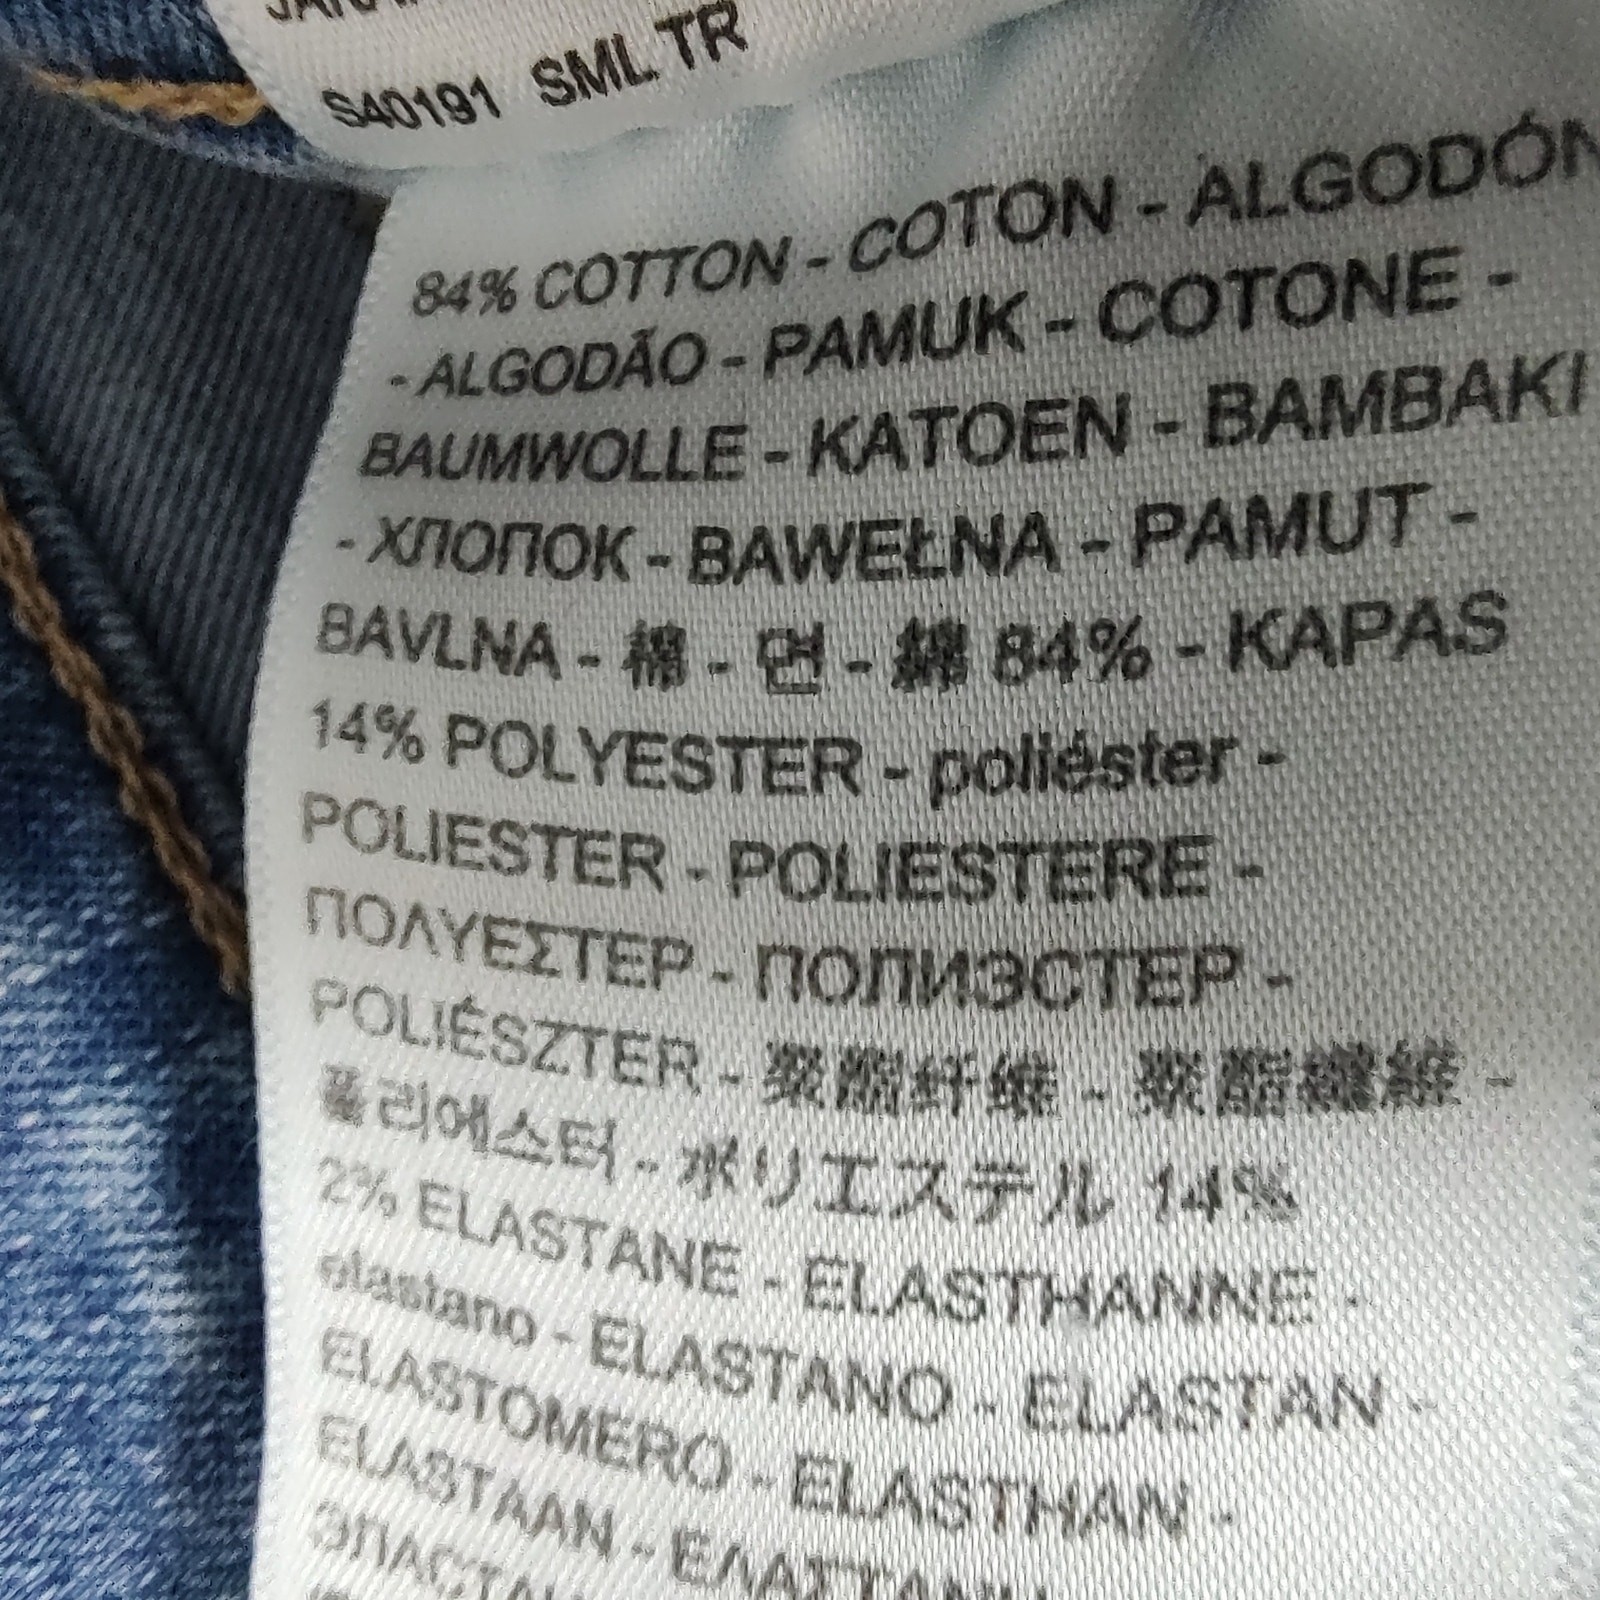 S40191 SML TR
84% COTTON - COTON - ALGODÓN
- ALGODÃO - PAMUK - COTONE -
BAUMWOLLE - KATOEN - BAMBAKI
- ХЛОПОК - BAWEŁNA - PAMUT -
BAVLNA - 棉 - 면 - 綿 84% - KAPAS
14% POLYESTER - poliéster -
POLIESTER - POLIESTERE -
ΠΟΛΥΕΣΤΕΡ - ПОЛИЭСТЕР -
POLIÉSZTER - 聚酯纤维 - 聚酯纖維 -
폴리에스터 - ポリエステル 14%
2% ELASTANE - ELASTHANNE -
elastano - ELASTANO - ELASTAN -
ELASTOMERO - ELASTHAN -
ELASTAAN -